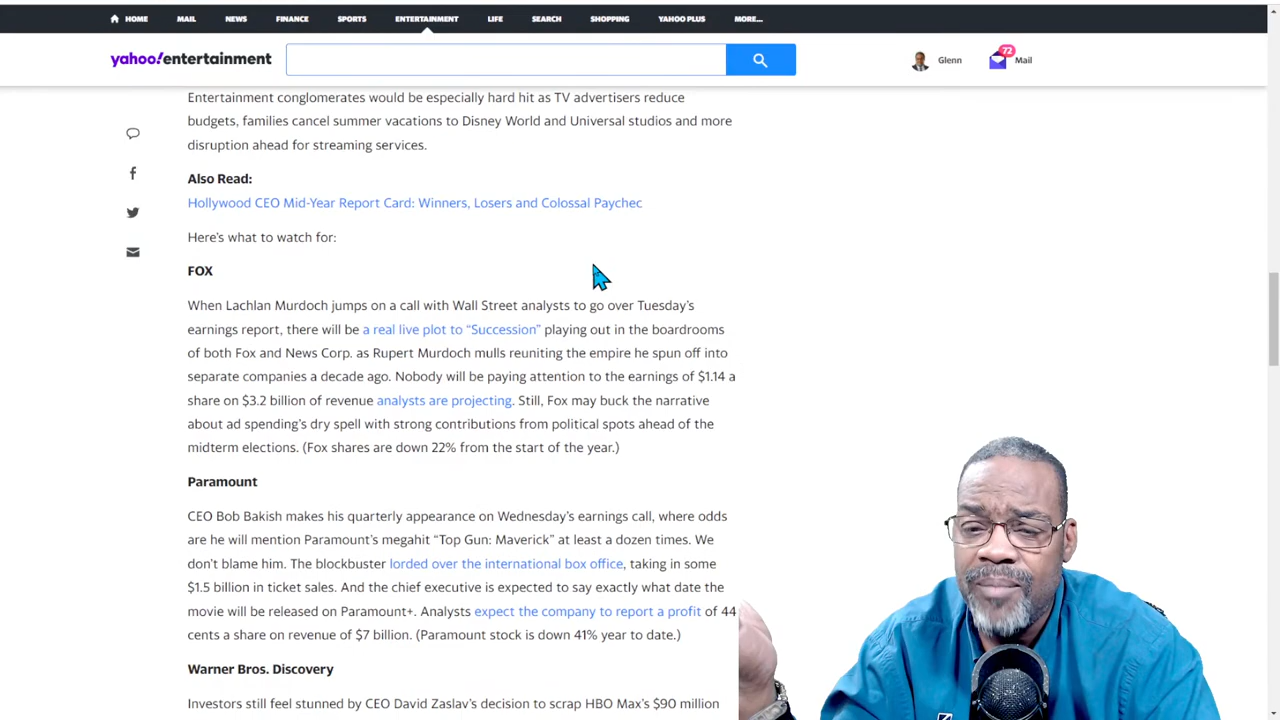 HOME MAIL NEWS FINANCE SPORTS ENTERTAINMENT LIFE SEARCH SHOPPING YAHOO PLUS MORE...
yahoo!entertainment
Glenn
72
Mail
Entertainment conglomerates would be especially hard hit as TV advertisers reduce
budgets, families cancel summer vacations to Disney World and Universal studios and more
disruption ahead for streaming services.
Also Read:
Hollywood CEO Mid-Year Report Card: Winners, Losers and Colossal Paychec
Here's what to watch for:
FOX
When Lachlan Murdoch jumps on a call with Wall Street analysts to go over Tuesday's
earnings report, there will be a real live plot to “Succession” playing out in the boardrooms
of both Fox and News Corp. as Rupert Murdoch mulls reuniting the empire he spun off into
separate companies a decade ago. Nobody will be paying attention to the earnings of $1.14 a
share on $3.2 billion of revenue analysts are projecting. Still, Fox may buck the narrative
about ad spending's dry spell with strong contributions from political spots ahead of the
midterm elections. (Fox shares are down 22% from the start of the year.)
Paramount
CEO Bob Bakish makes his quarterly appearance on Wednesday's earnings call, where odds
are he will mention Paramount's megahit “Top Gun: Maverick” at least a dozen times. We
don't blame him. The blockbuster lorded over the international box office, taking in some
$1.5 billion in ticket sales. And the chief executive is expected to say exactly what date the
movie will be released on Paramount+. Analysts expect the company to report a profit of 44
cents a share on revenue of $7 billion. (Paramount stock is down 41% year to date.)
Warner Bros. Discovery
Investors still feel stunned by CEO David Zaslav's decision to scrap HBO Max's $90 million